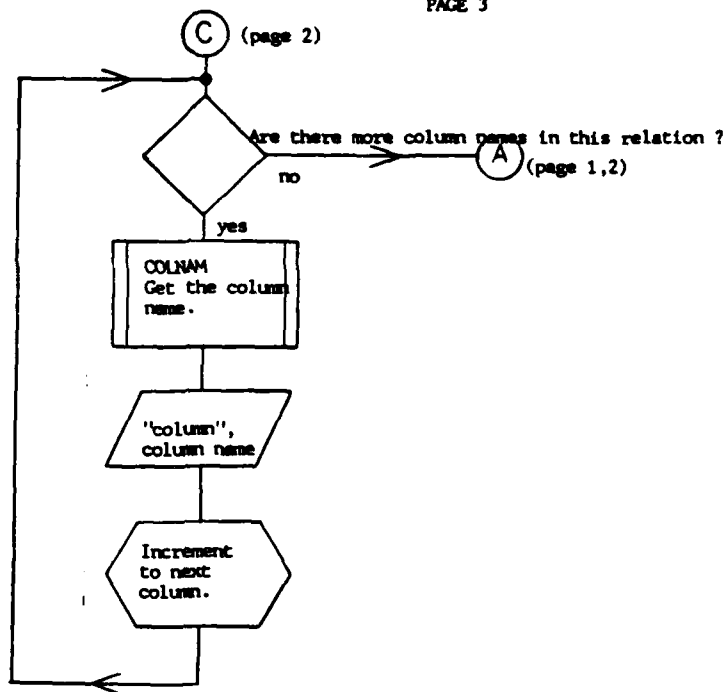 PAGE 3
C (page 2)
Are there more column names in this relation ?
A
(page 1,2)
no
yes
COLNAM
Get the column
name.
"column",
column name
Increment
to next
column.